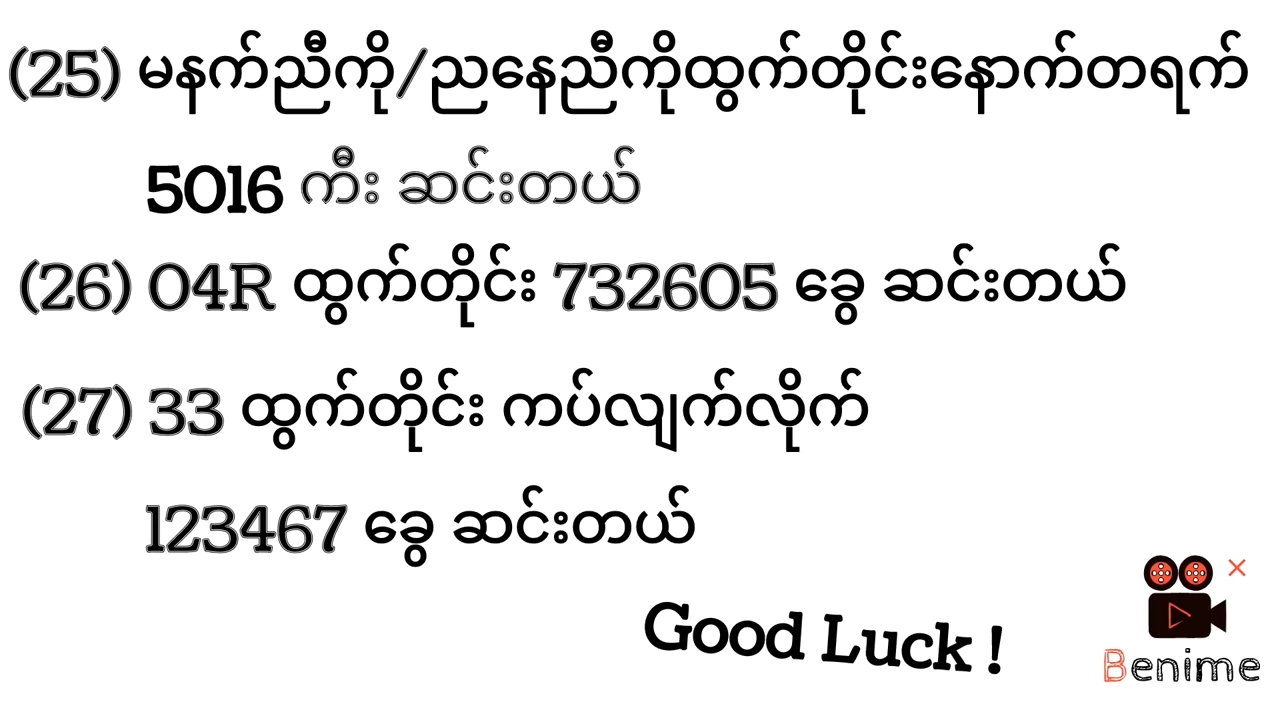 (25) မနက်ညီကို/ညနေညီကိုထွက်တိုင်းနောက်တရက်
5016 ကီး ဆင်းတယ်
(26) 04R ထွက်တိုင်း 732605 ခွေ ဆင်းတယ်
(27) 33 ထွက်တိုင်း ကပ်လျက်လိုက်
123467 ခွေ ဆင်းတယ်
Good Luck !
Benime